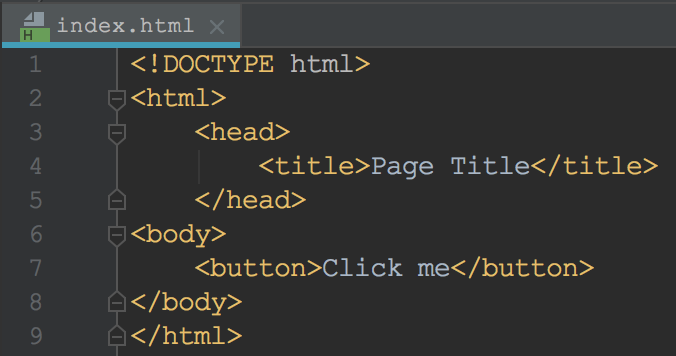 index.html
1 <!DOCTYPE html>
2 <html>
3     <head>
4         <title>Page Title</title>
5     </head>
6 <body>
7     <button>Click me</button>
8 </body>
9 </html>